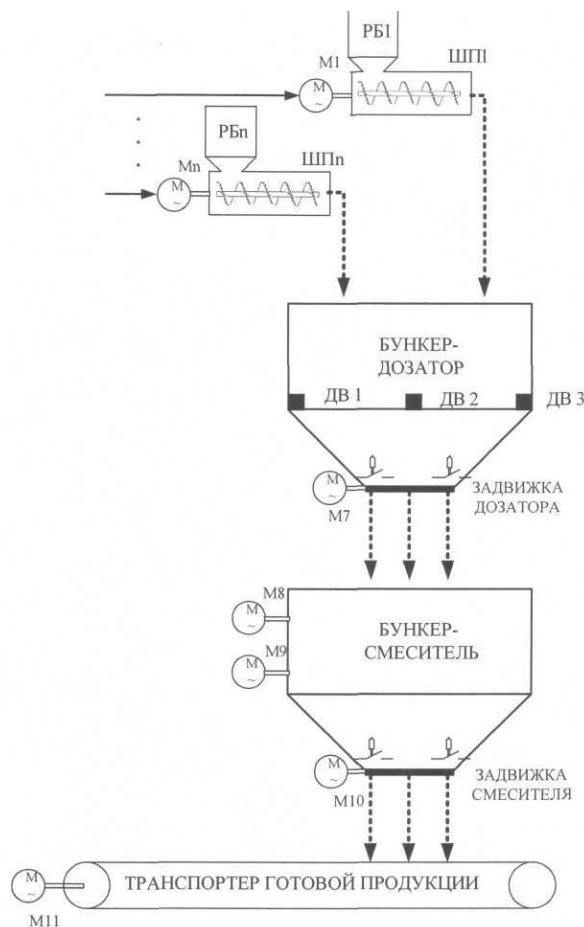 РБ1
М1
ШП1
М
~
РБn
ШПn
Мn
М
~
БУНКЕР-
ДОЗАТОР
ДВ 1
ДВ 2
ДВ 3
М
~
ЗАДВИЖКА
ДОЗАТОРА
М7
М8
М
~
БУНКЕР-
СМЕСИТЕЛЬ
М9
М
~
М
~
ЗАДВИЖКА
СМЕСИТЕЛЯ
М10
ТРАНСПОРТЕР ГОТОВОЙ ПРОДУКЦИИ
М
~
М11